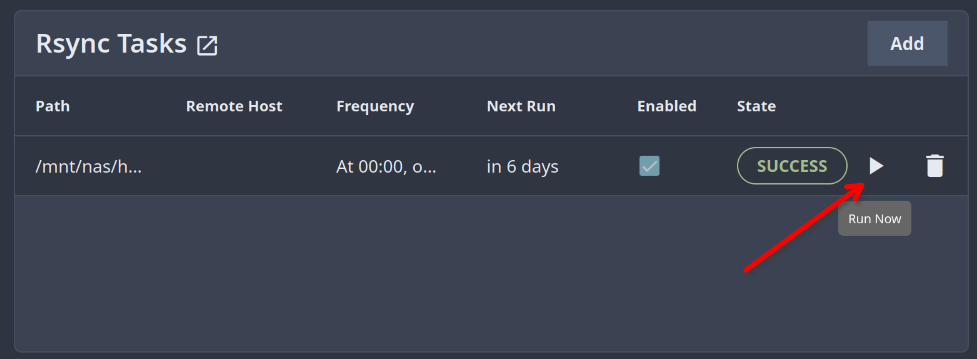 Rsync Tasks
Add
Path Remote Host Frequency Next Run Enabled State
/mnt/nas/h... At 00:00, o... in 6 days SUCCESS
Run Now